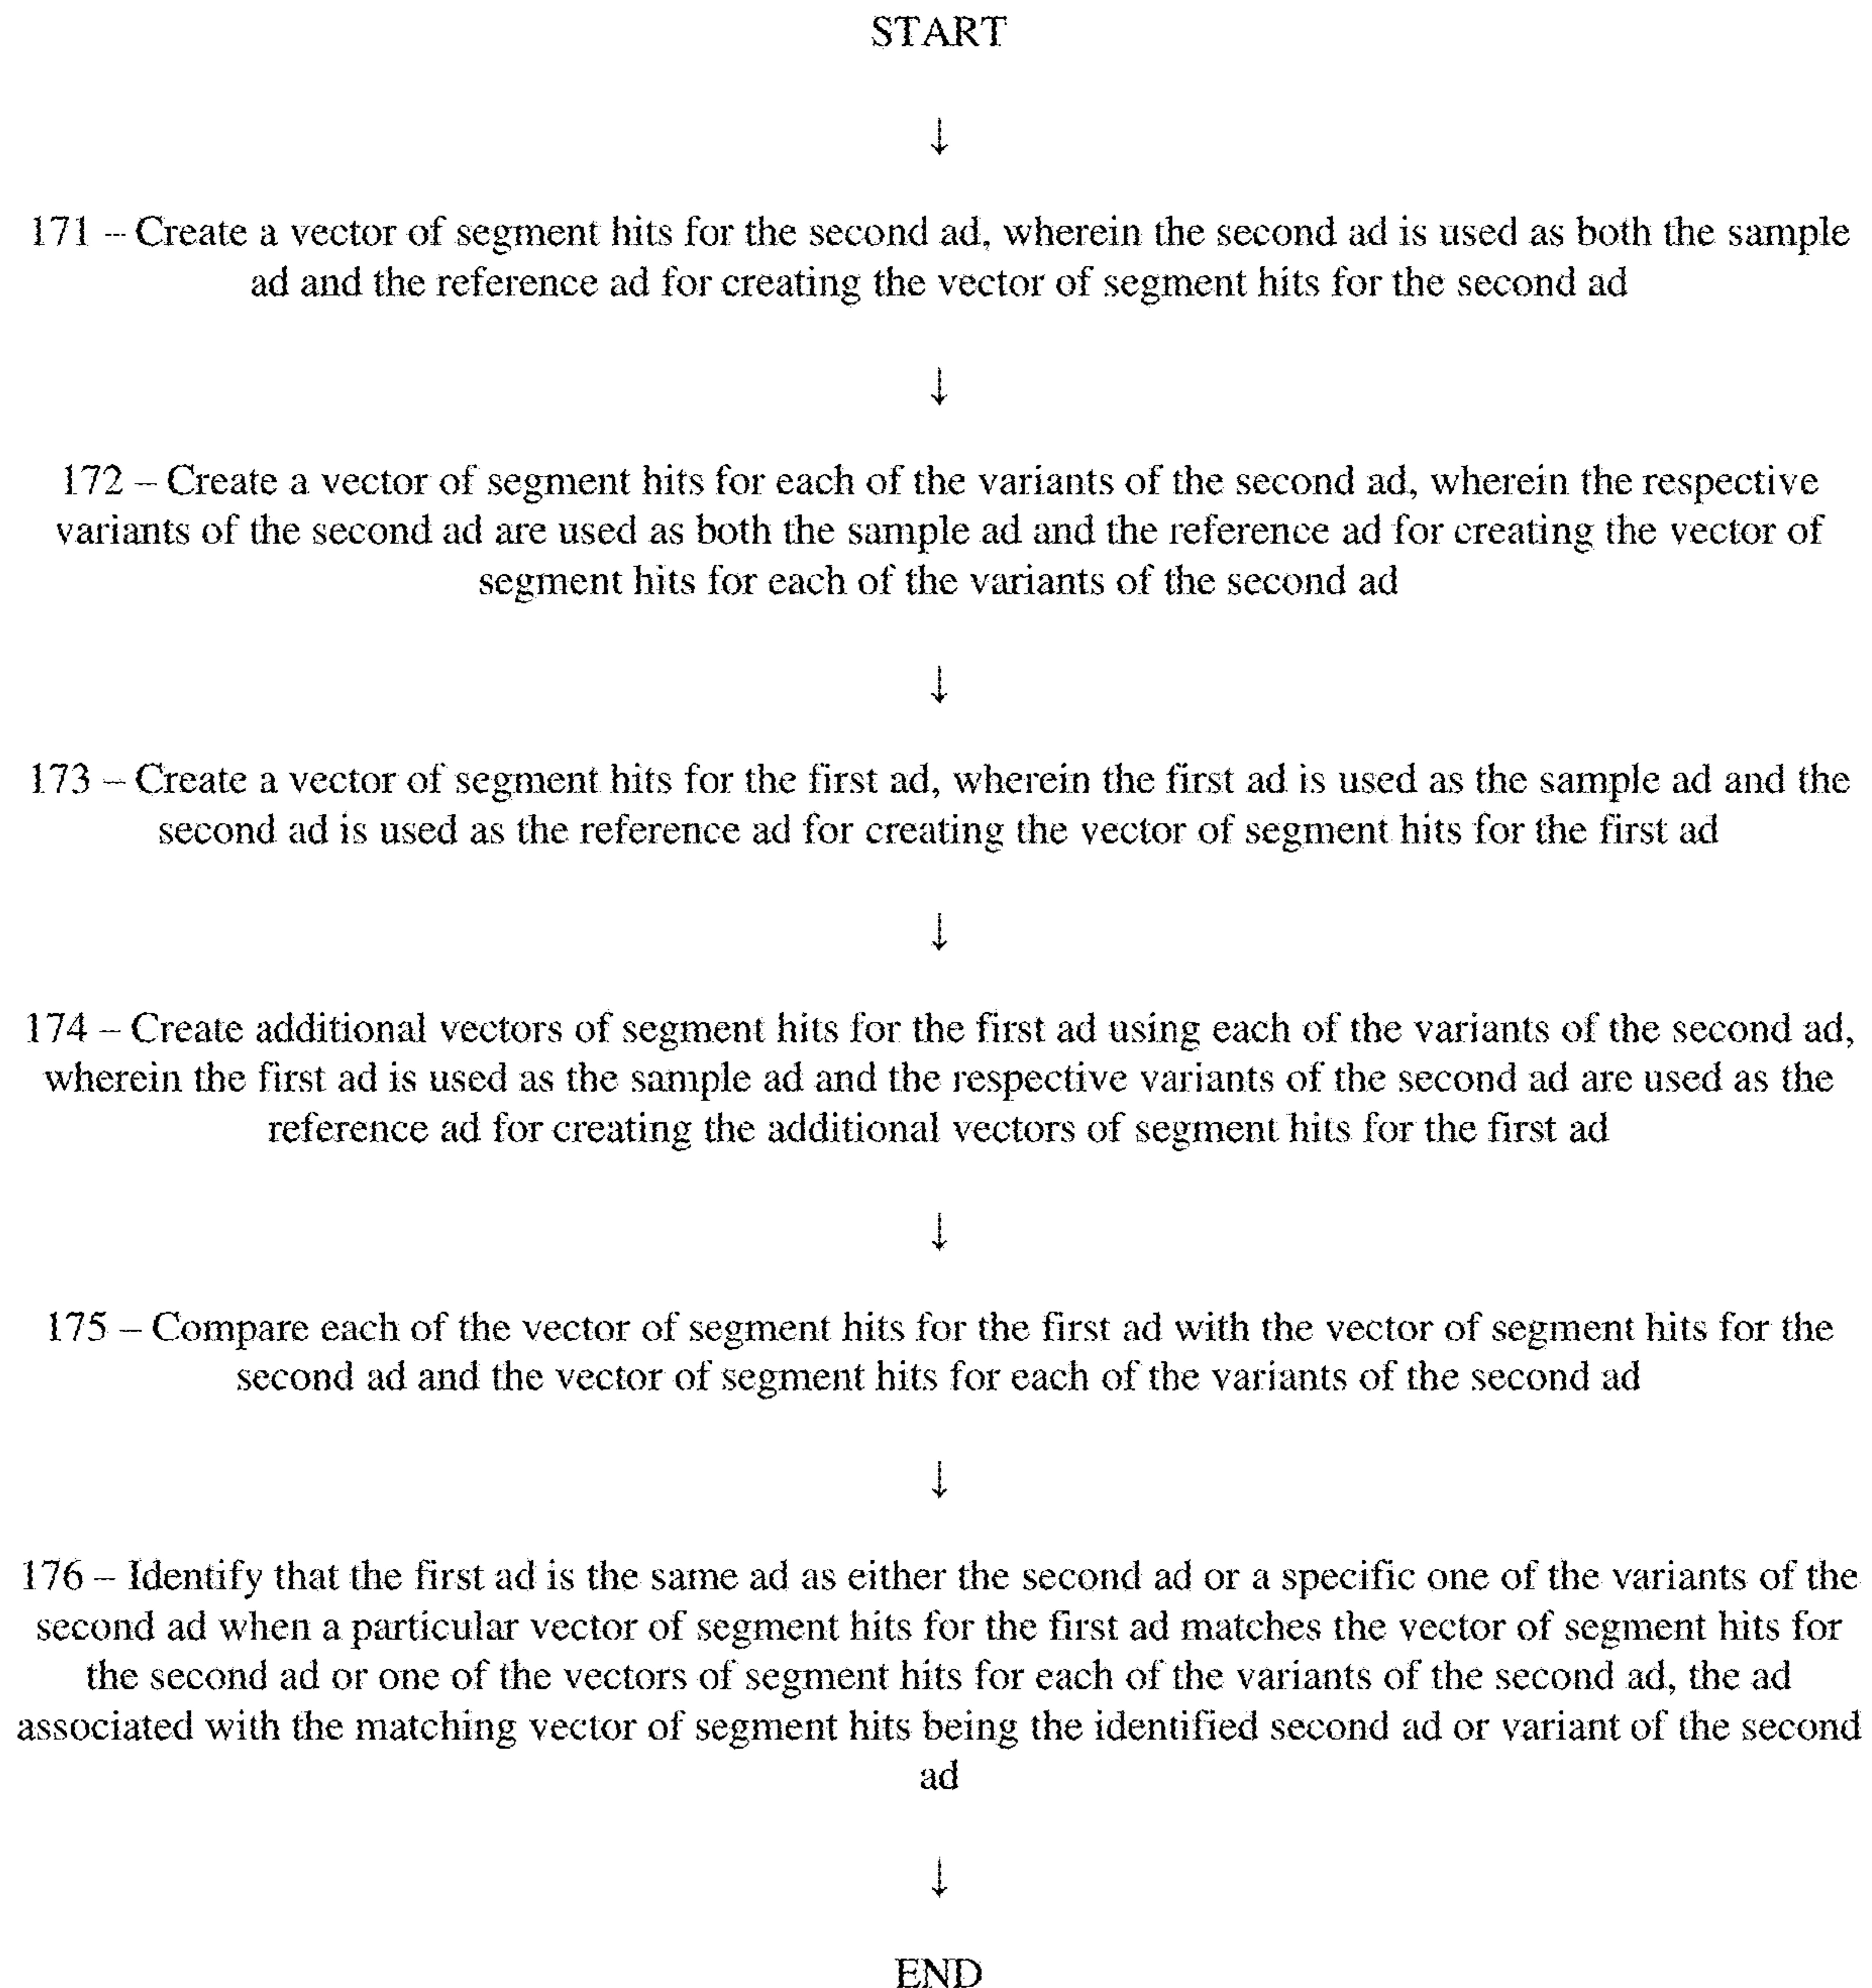 START
↓
171 – Create a vector of segment hits for the second ad, wherein the second ad is used as both the sample
ad and the reference ad for creating the vector of segment hits for the second ad
↓
172 – Create a vector of segment hits for each of the variants of the second ad, wherein the respective
variants of the second ad are used as both the sample ad and the reference ad for creating the vector of
segment hits for each of the variants of the second ad
↓
173 – Create a vector of segment hits for the first ad, wherein the first ad is used as the sample ad and the
second ad is used as the reference ad for creating the vector of segment hits for the first ad
↓
174 – Create additional vectors of segment hits for the first ad using each of the variants of the second ad,
wherein the first ad is used as the sample ad and the respective variants of the second ad are used as the
reference ad for creating the additional vectors of segment hits for the first ad
↓
175 – Compare each of the vector of segment hits for the first ad with the vector of segment hits for the
second ad and the vector of segment hits for each of the variants of the second ad
↓
176 – Identify that the first ad is the same ad as either the second ad or a specific one of the variants of the
second ad when a particular vector of segment hits for the first ad matches the vector of segment hits for
the second ad or one of the vectors of segment hits for each of the variants of the second ad, the ad
associated with the matching vector of segment hits being the identified second ad or variant of the second
ad
↓
END